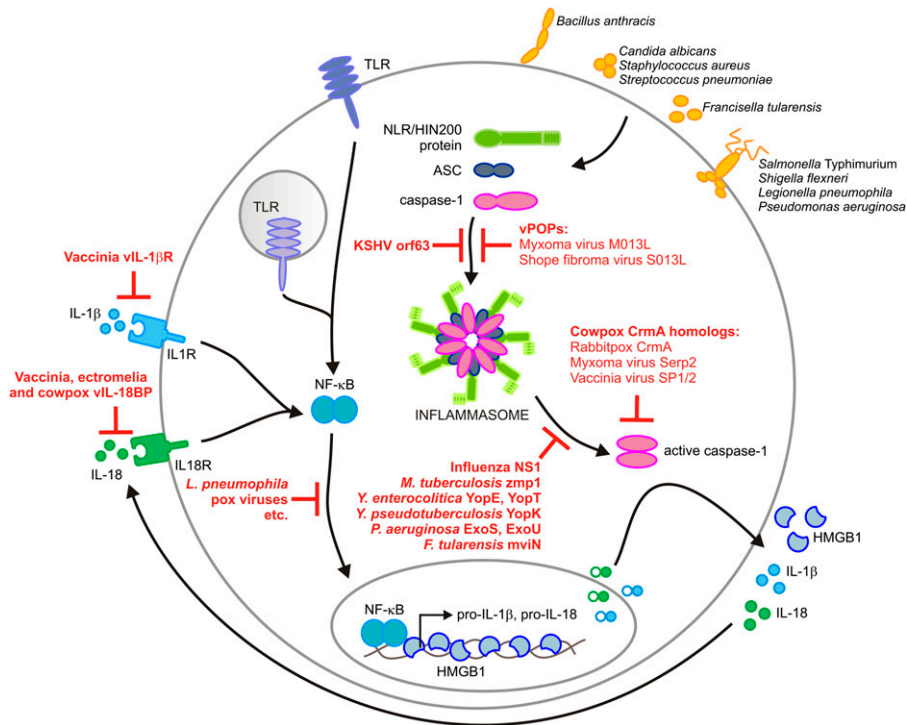 Bacillus anthracis
Candida albicans
Staphylococcus aureus
Streptococcus pneumoniae
Francisella tularensis
Salmonella Typhimurium
Shigella flexneri
Legionella pneumophila
Pseudomonas aeruginosa
TLR
NLR/HIN200
protein
ASC
caspase-1
TLR
KSHV orf63
vPOPs:
Myxoma virus M013L
Shope fibroma virus S013L
Vaccinia vIL-1βR
IL-1β
IL1R
Cowpox CrmA homologs:
Rabbitpox CrmA
Myxoma virus Serp2
Vaccinia virus SP1/2
Vaccinia, ectromelia
and cowpox vIL-18BP
NF-κB
INFLAMMASOME
active caspase-1
IL-18
IL18R
L. pneumophila
pox viruses
etc.
Influenza NS1
M. tuberculosis zmp1
Y. enterocolitica YopE, YopT
Y. pseudotuberculosis YopK
P. aeruginosa ExoS, ExoU
F. tularensis mviN
HMGB1
IL-1β
IL-18
NF-κB
pro-IL-1β, pro-IL-18
HMGB1